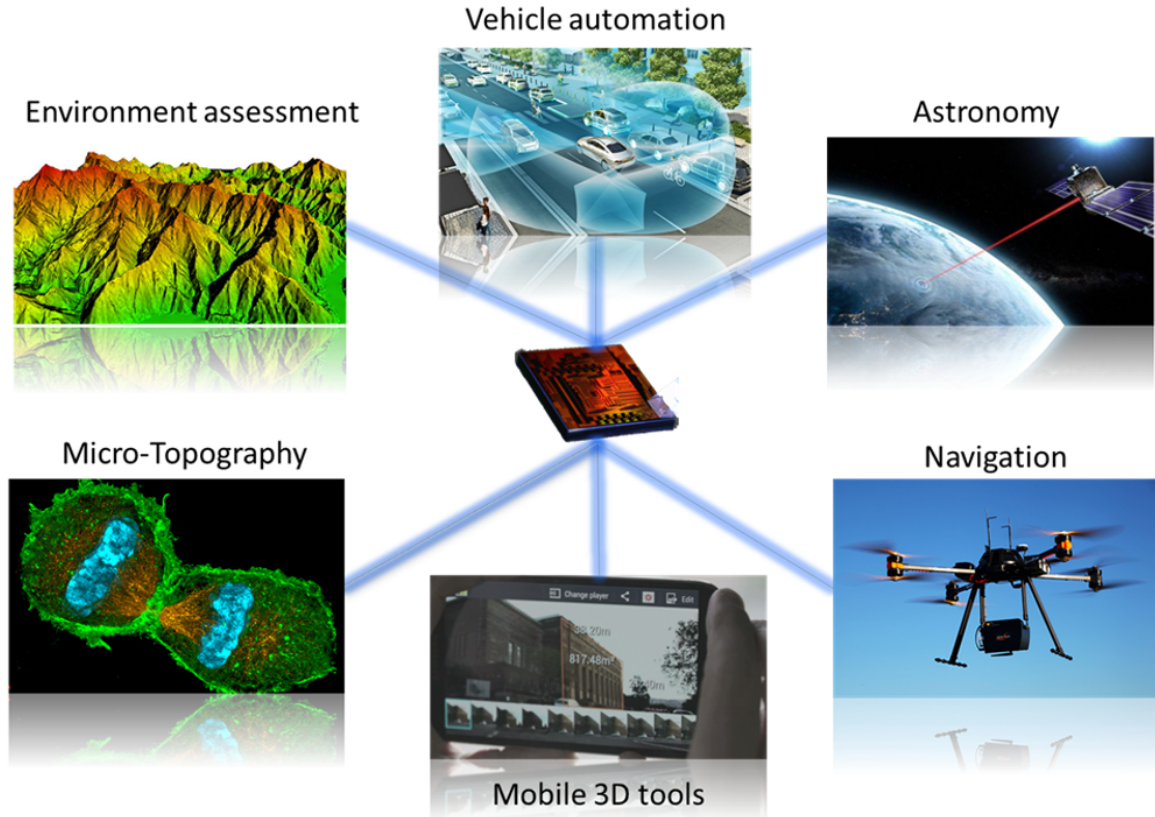 Vehicle automation
Environment assessment
Astronomy
Micro-Topography
Navigation
Change player
Edit
817.48m²
Mobile 3D tools